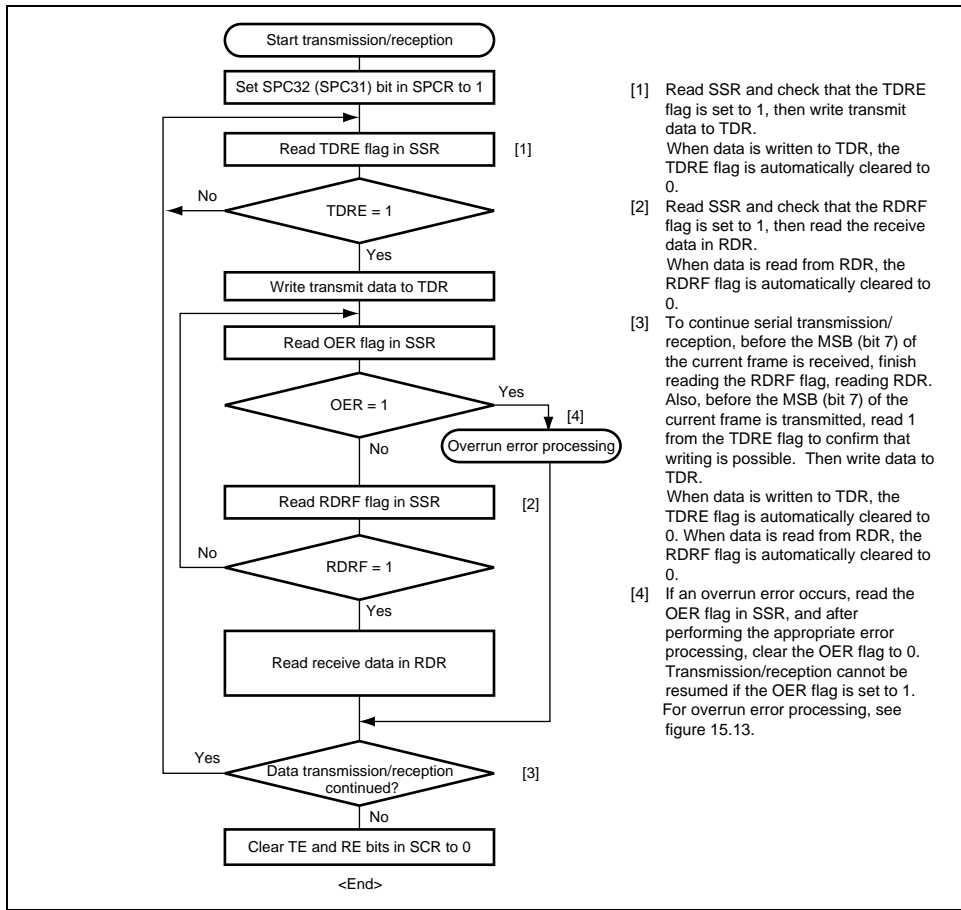 Start transmission/reception
Set SPC32 (SPC31) bit in SPCR to 1
Read TDRE flag in SSR
[1]
No
TDRE = 1
Yes
Write transmit data to TDR
Read OER flag in SSR
Yes
OER = 1
[4]
No
Overrun error processing
Read RDRF flag in SSR
[2]
No
RDRF = 1
Yes
Read receive data in RDR
Yes
Data transmission/reception
continued?
[3]
No
Clear TE and RE bits in SCR to 0
<End>
[1] Read SSR and check that the TDRE
flag is set to 1, then write transmit
data to TDR.
When data is written to TDR, the
TDRE flag is automatically cleared to
0.
[2] Read SSR and check that the RDRF
flag is set to 1, then read the receive
data in RDR.
When data is read from RDR, the
RDRF flag is automatically cleared to
0.
[3] To continue serial transmission/
reception, before the MSB (bit 7) of
the current frame is received, finish
reading the RDRF flag, reading RDR.
Also, before the MSB (bit 7) of the
current frame is transmitted, read 1
from the TDRE flag to confirm that
writing is possible. Then write data to
TDR.
When data is written to TDR, the
TDRE flag is automatically cleared to
0. When data is read from RDR, the
RDRF flag is automatically cleared to
0.
[4] If an overrun error occurs, read the
OER flag in SSR, and after
performing the appropriate error
processing, clear the OER flag to 0.
Transmission/reception cannot be
resumed if the OER flag is set to 1.
For overrun error processing, see
figure 15.13.